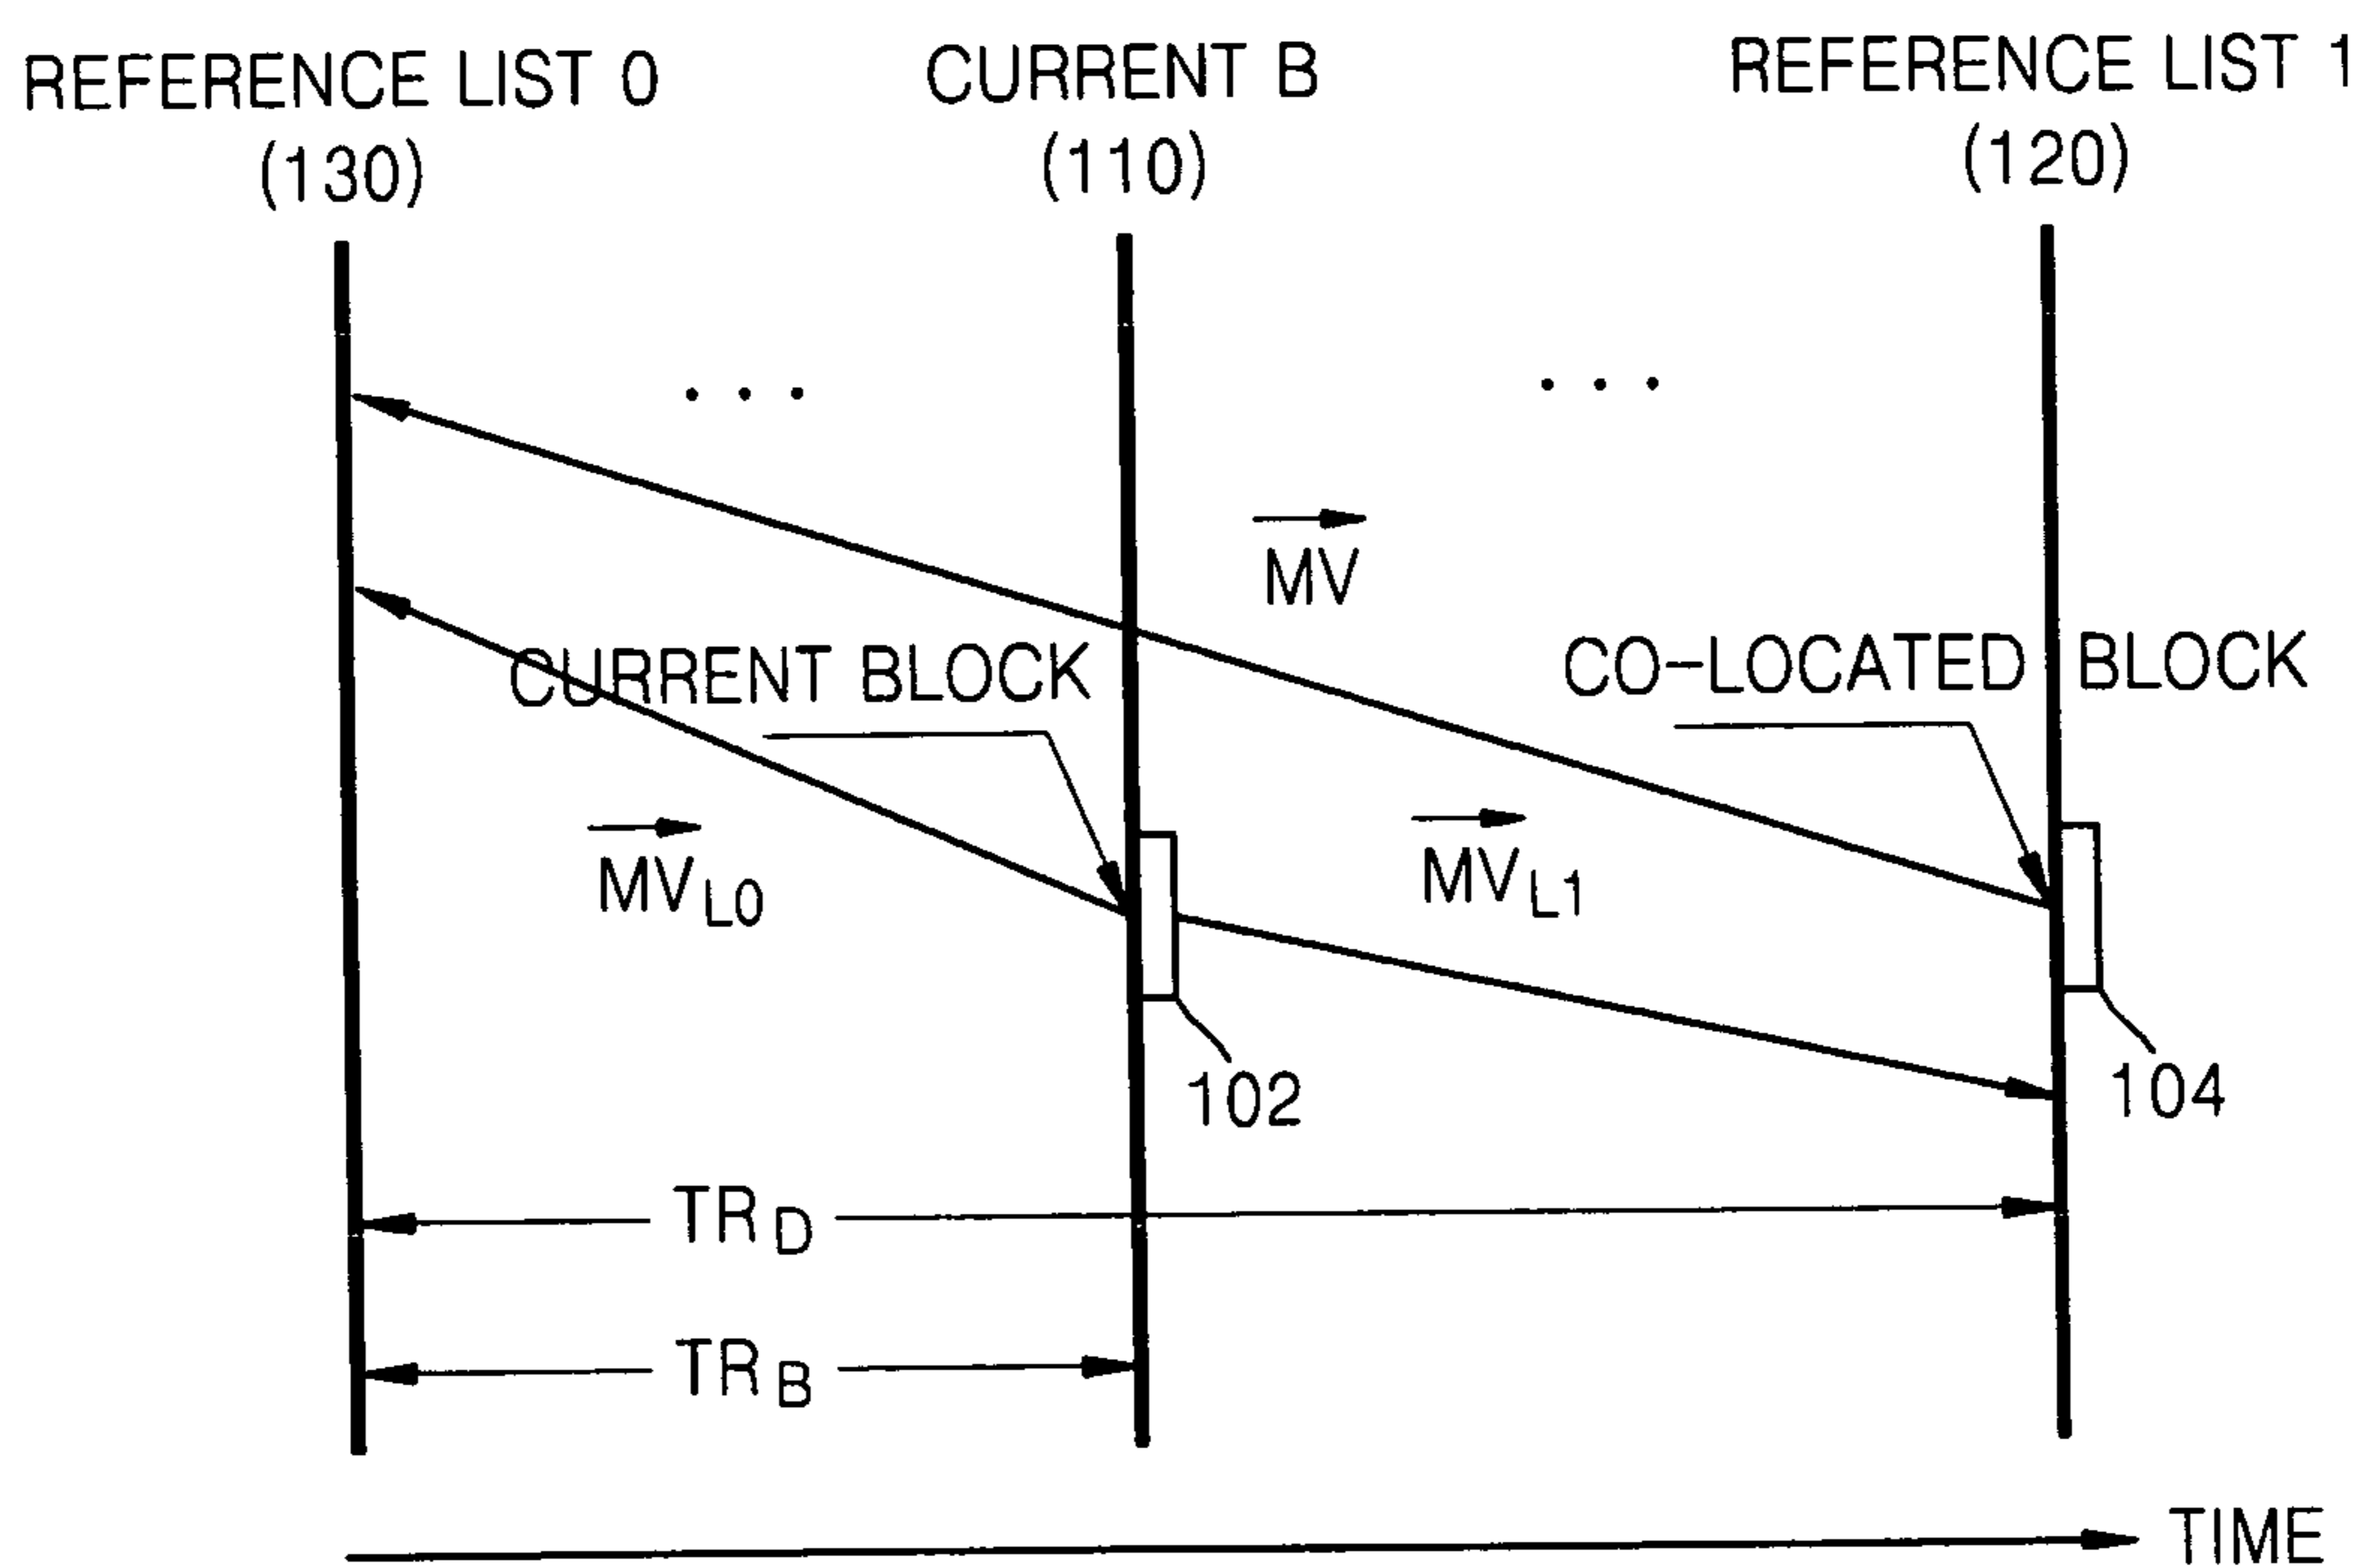 REFERENCE LIST 0
(130)
CURRENT B
(110)
REFERENCE LIST 1
(120)
. . .
. . .
MV
CURRENT BLOCK
CO-LOCATED BLOCK
MVL0
MVL1
102
104
TRD
TRB
TIME